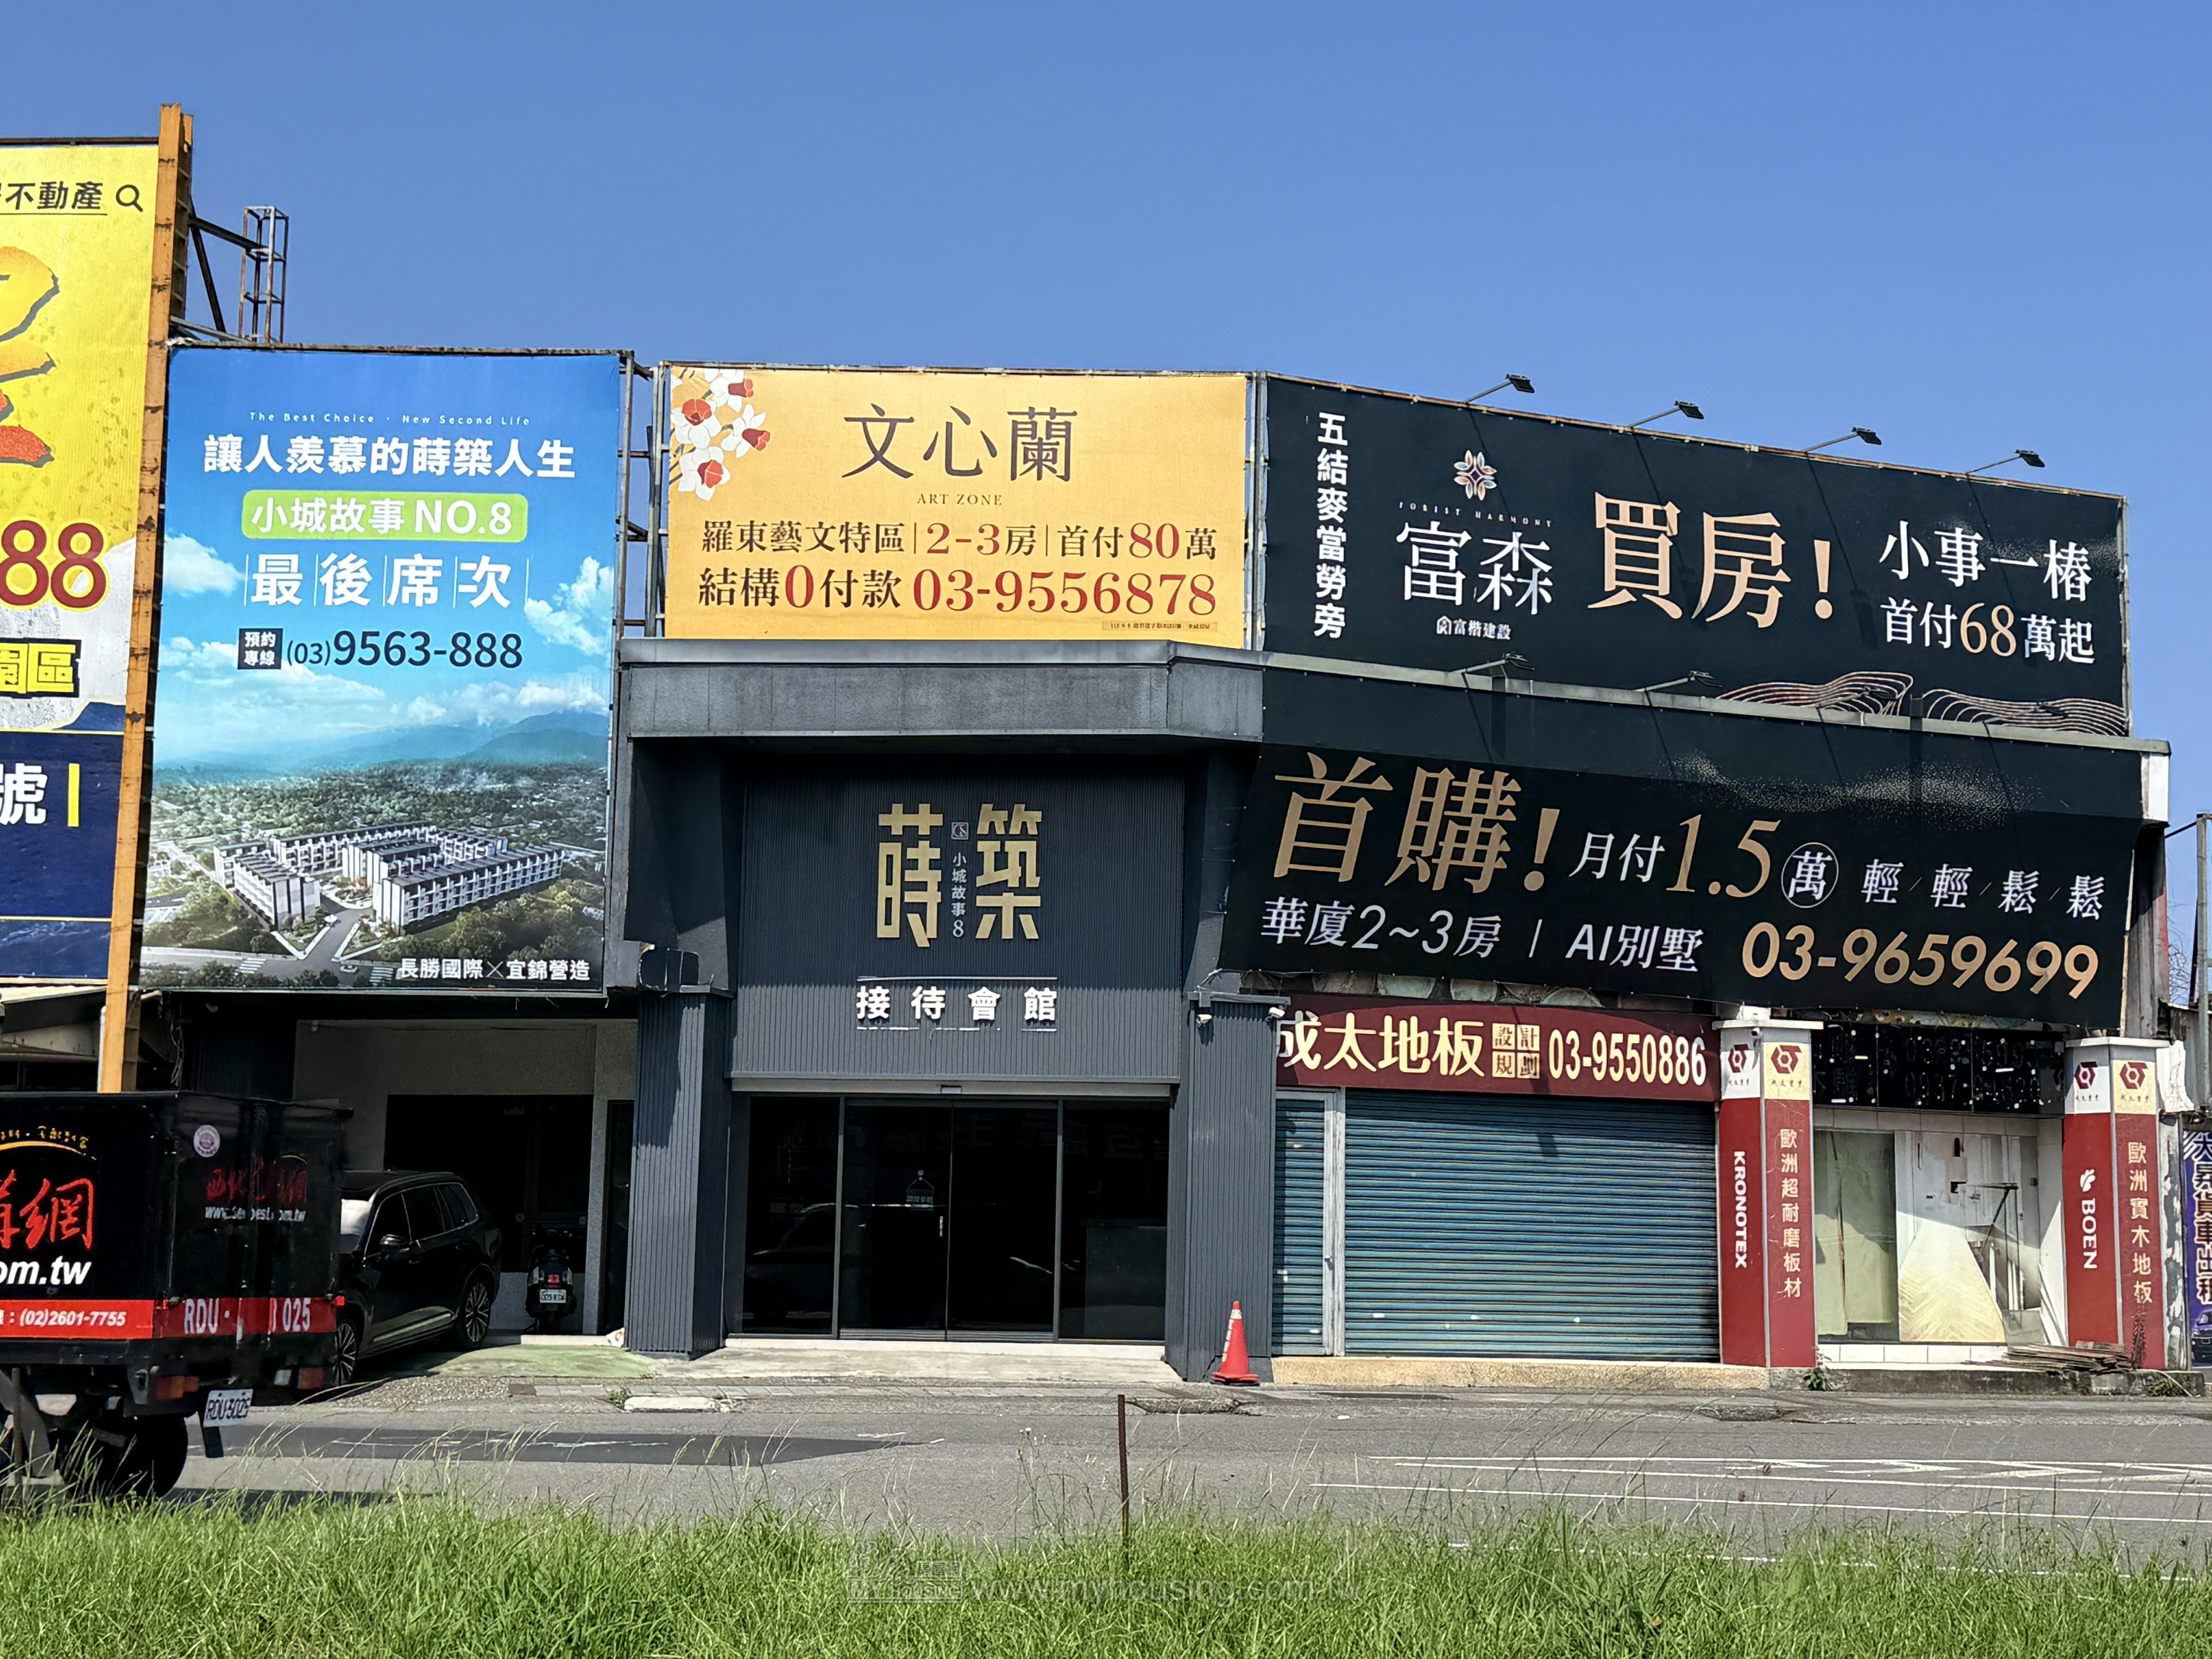 不動產
88
園區
號
The Best Choice · New Second Life
讓人羨慕的蒔築人生
小城故事 NO.8
最後席次
預約專線 (03)9563-888
長勝國際×宜錦營造
文心蘭
ART ZONE
羅東藝文特區|2-3房|首付80萬
結構0付款 03-9556878
五結麥當勞旁
FOREST HARMONY
富森
富楷建設
買房!
小事一樁
首付68萬起
首購!月付1.5萬 輕/輕/鬆/鬆
華廈2~3房 | AI別墅 03-9659699
蒔築
小城故事8
接待會館
成太地板 設計規劃 03-9550886
KRONOTEX
歐洲超耐磨板材
BOEN
歐洲實木地板
購網
om.tw
:(02)2601-7755
RDU-
025
RDU-3025
www.myhousing.com.tw